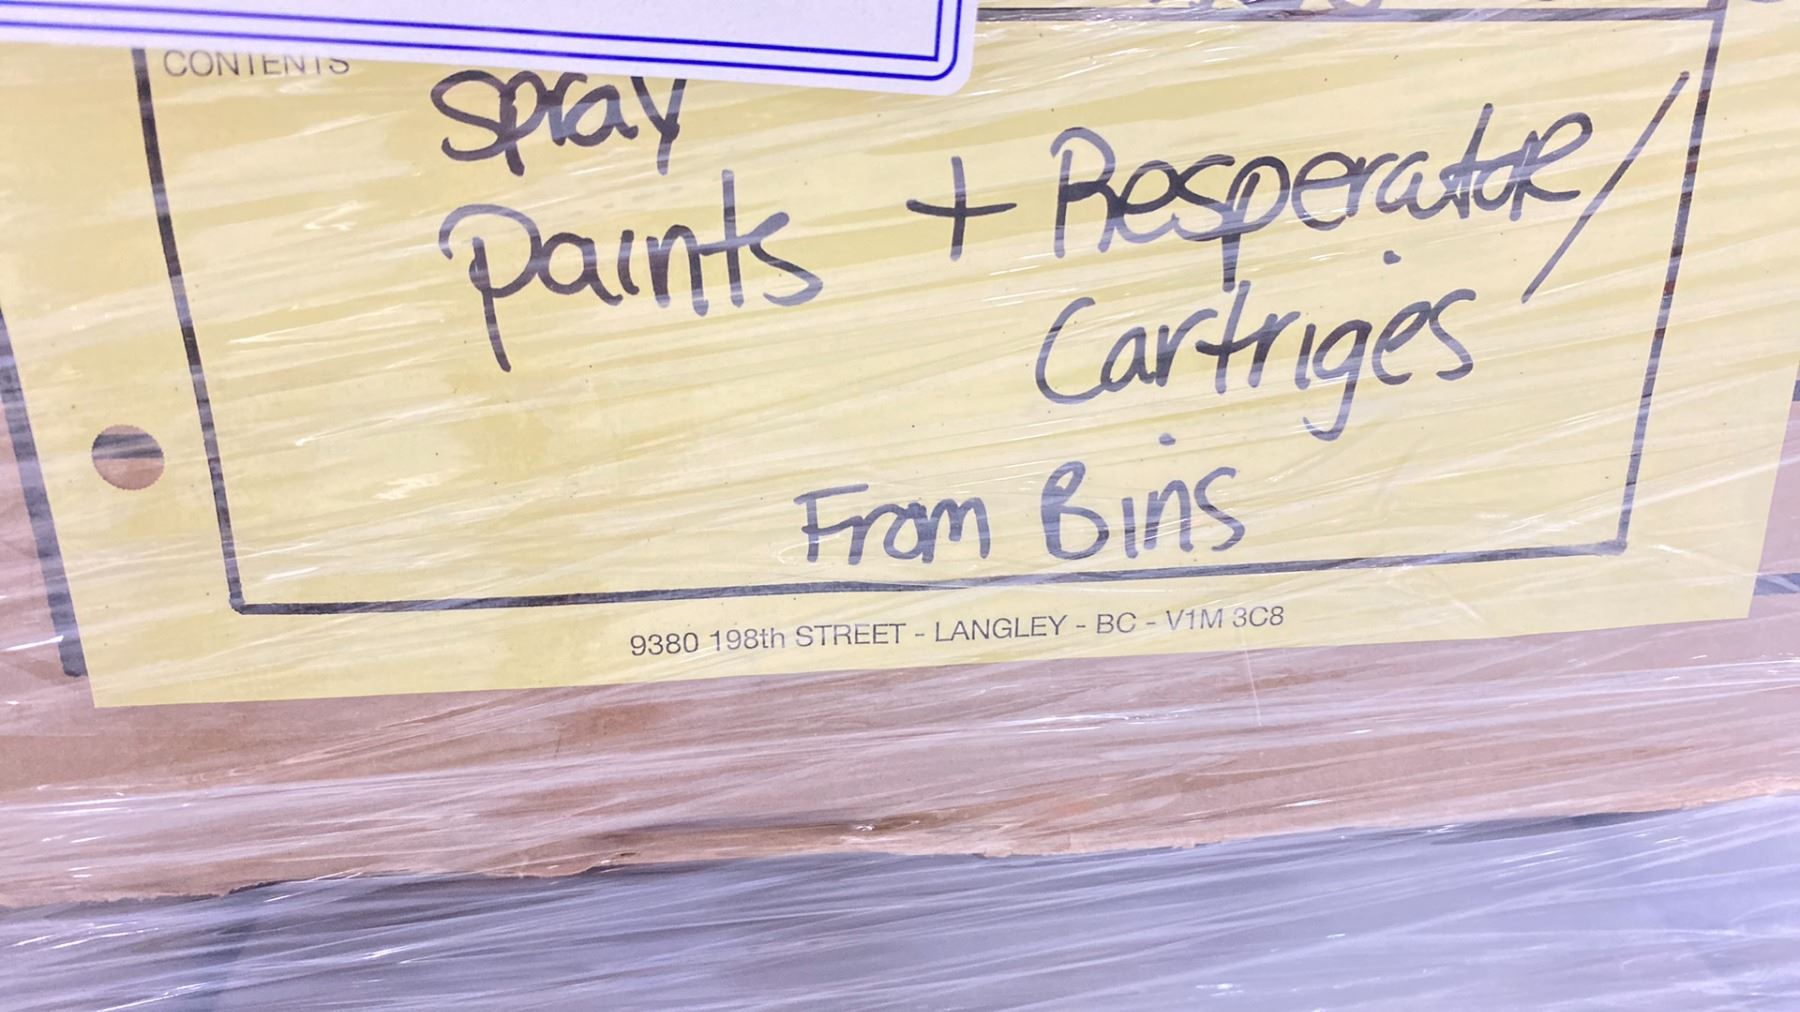 CONTENTS
Spray
Paints + Resperator/
Cartriges
From Bins
9380 198th STREET - LANGLEY - BC - V1M 3C8